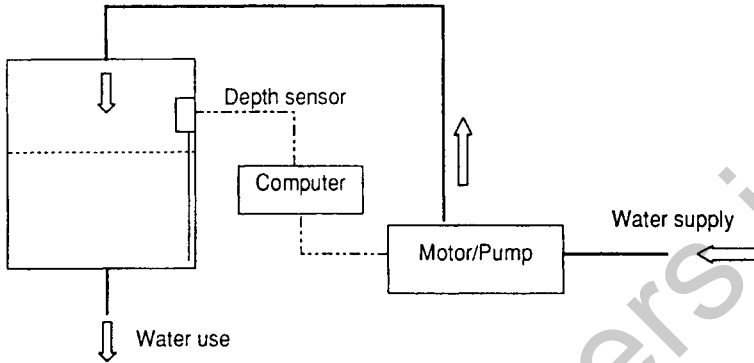 Depth sensor
Computer
Water supply
Motor/Pump
Water use